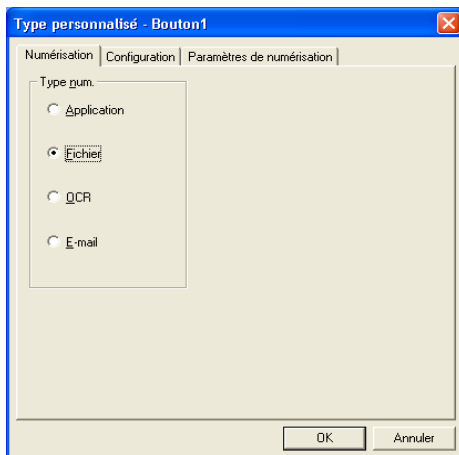 Type personnalisé - Bouton1
Numérisation Configuration Paramètres de numérisation
Type num.
Application
Fichier
OCR
E-mail
OK Annuler